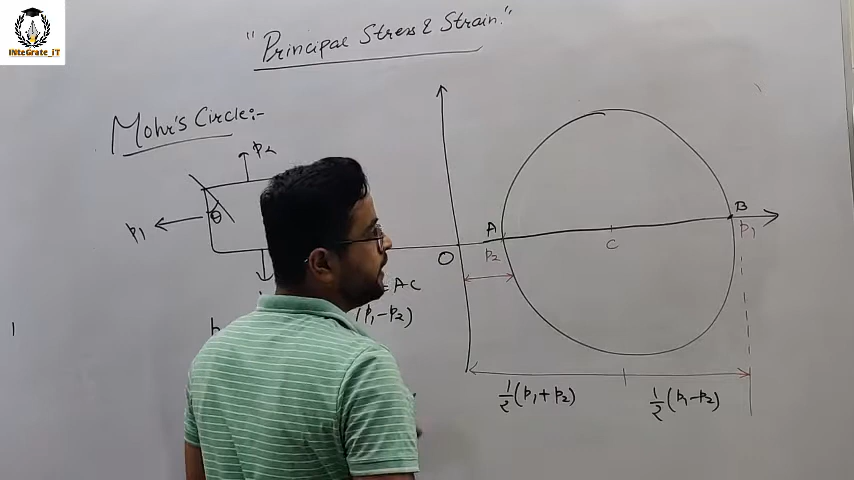 INteGrate_iT
"Principal Stress & Strain."
Mohr's Circle:-
p2
p1
θ
= AC
(p1-p2)
O
A
p2
C
B
p1
1/2(p1+p2)
1/2(p1-p2)